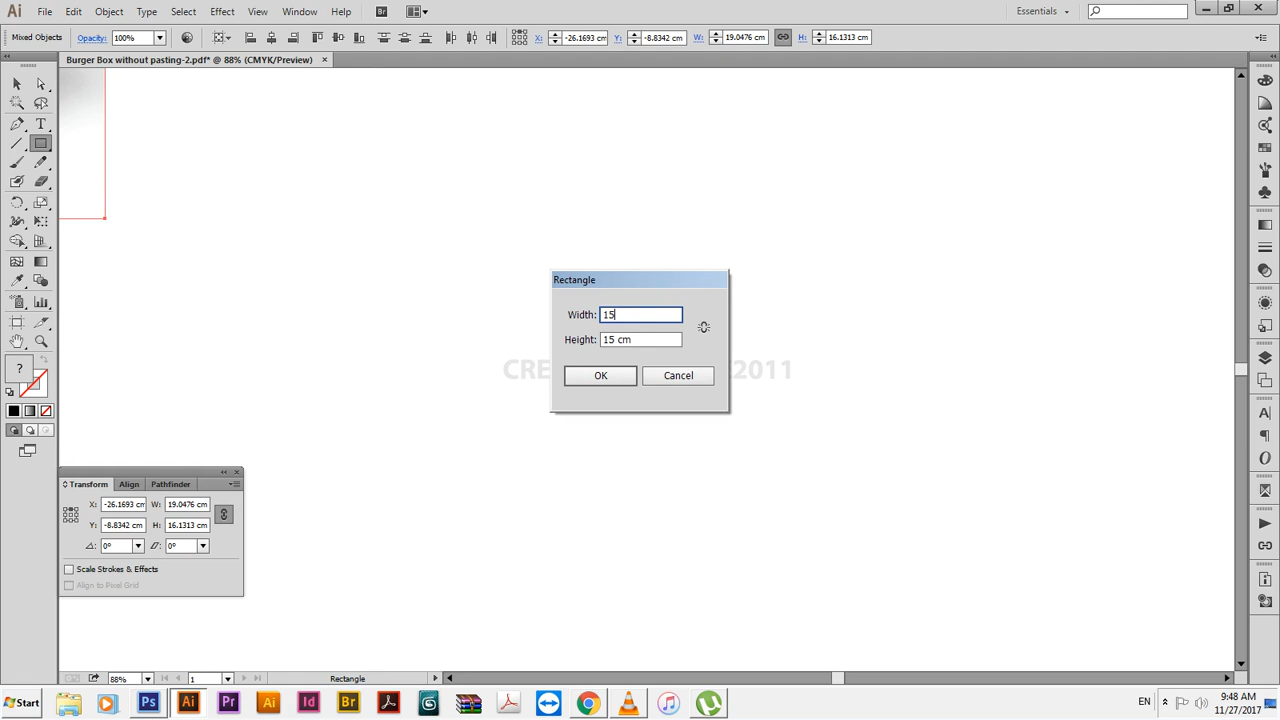 Ai File Edit Object Type Select Effect View Window Help Br Essentials
Mixed Objects Opacity: 100% X: -26.1693 cm Y: -8.8342 cm W: 19.0476 cm H: 16.1313 cm
Burger Box without pasting-2.pdf* @ 88% (CMYK/Preview) ×
Rectangle
Width: 15
Height: 15 cm
2011
OK Cancel
?
Transform Align Pathfinder
X: -26.1693 cm W: 19.0476 cm
Y: -8.8342 cm H: 16.1313 cm
0° 0°
Scale Strokes & Effects
Align to Pixel Grid
88% 1 Rectangle
Start Ps Ai Pr Ai Id Br EN 9:48 AM
11/27/2017